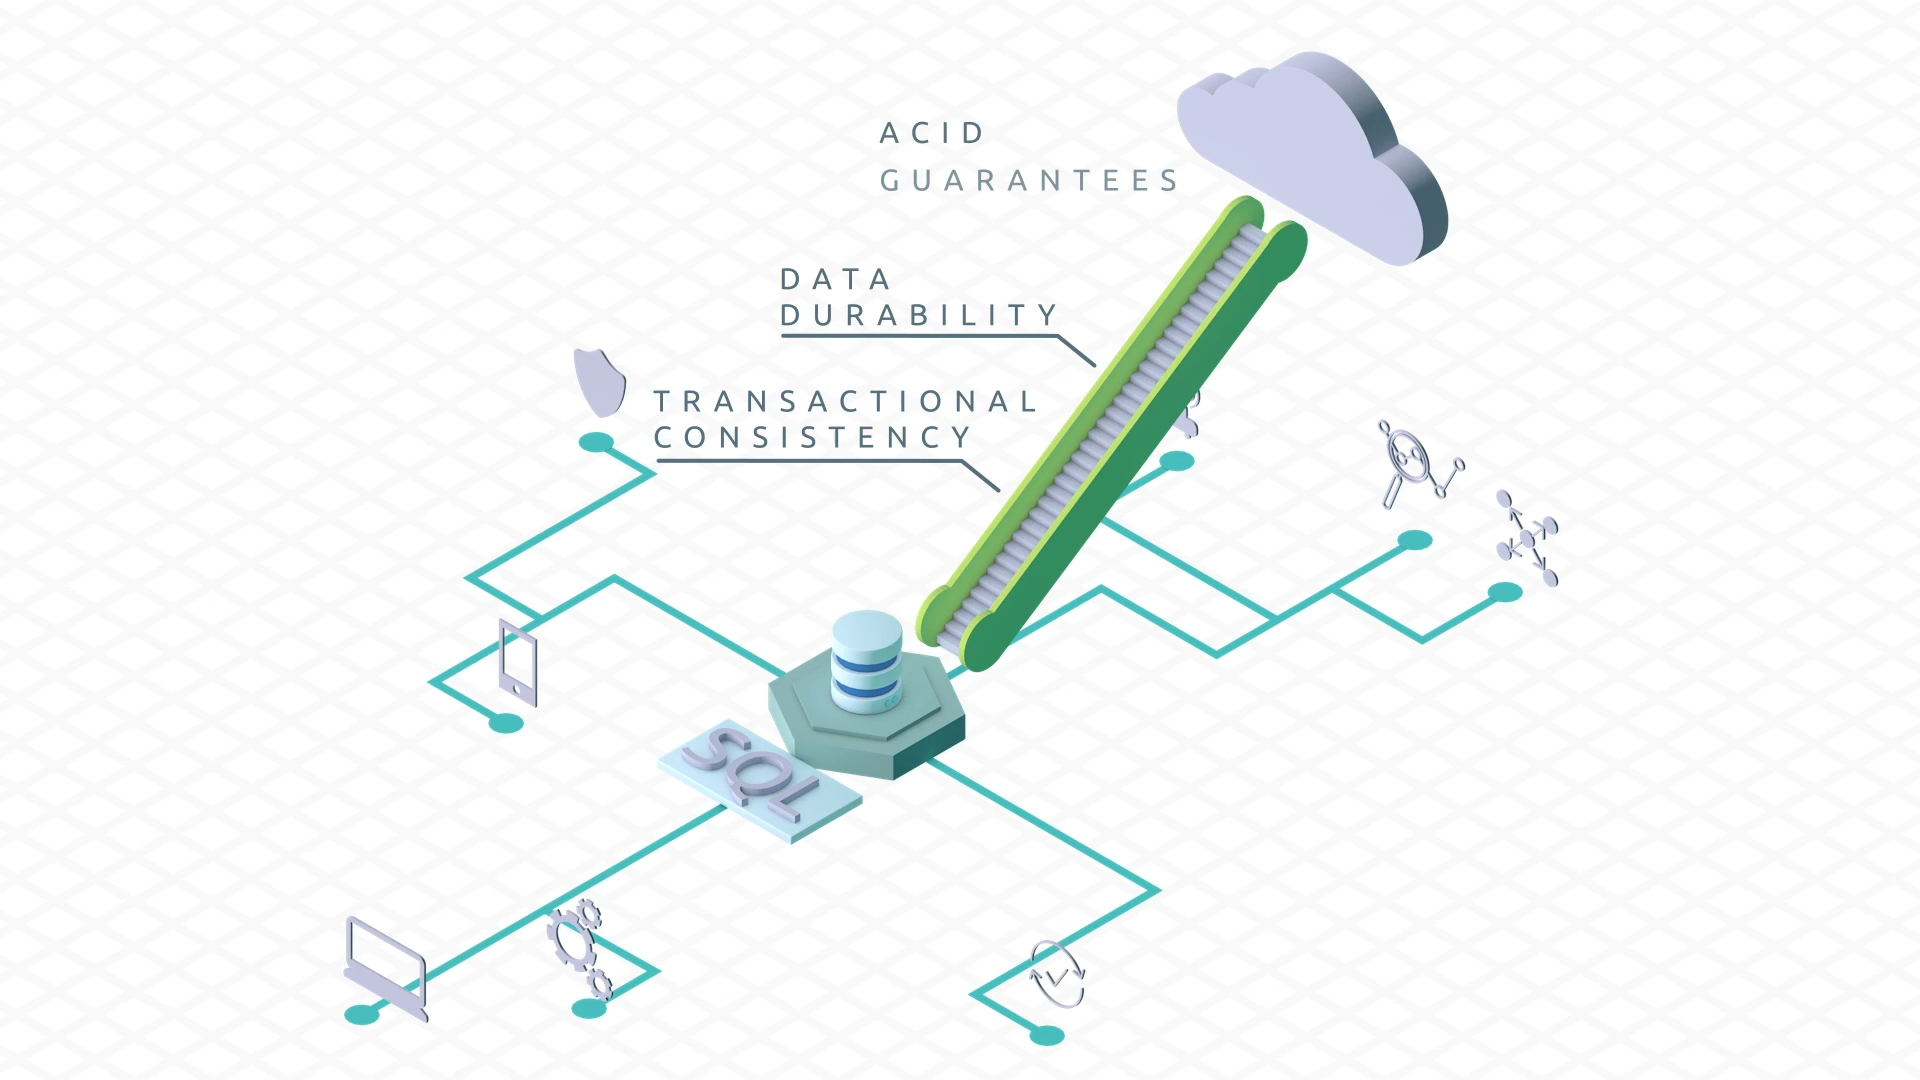 ACID
GUARANTEES
DATA
DURABILITY
TRANSACTIONAL
CONSISTENCY
SQL